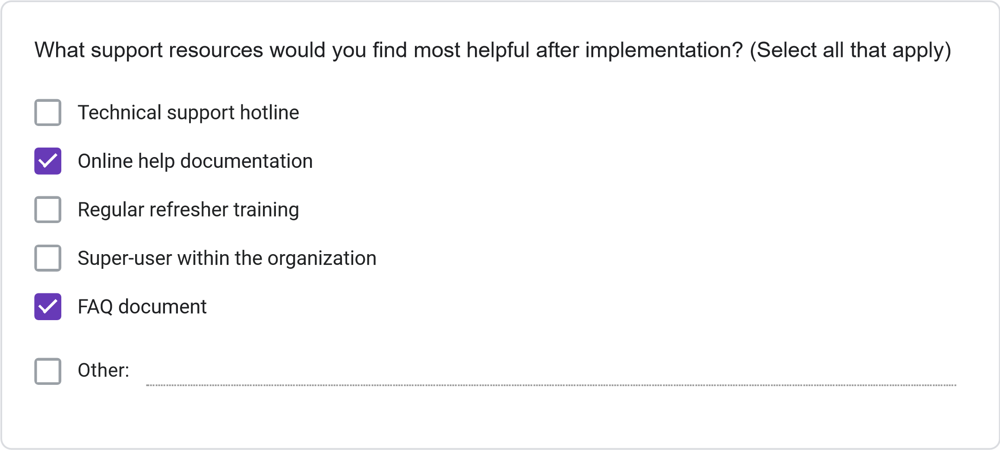 What support resources would you find most helpful after implementation? (Select all that apply)
Technical support hotline
Online help documentation
Regular refresher training
Super-user within the organization
FAQ document
Other: